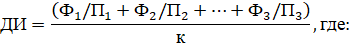 ДИ = (Ф₁/П₁ + Ф₂/П₂ + ⋯ + Ф₃/П₃) / к, где: